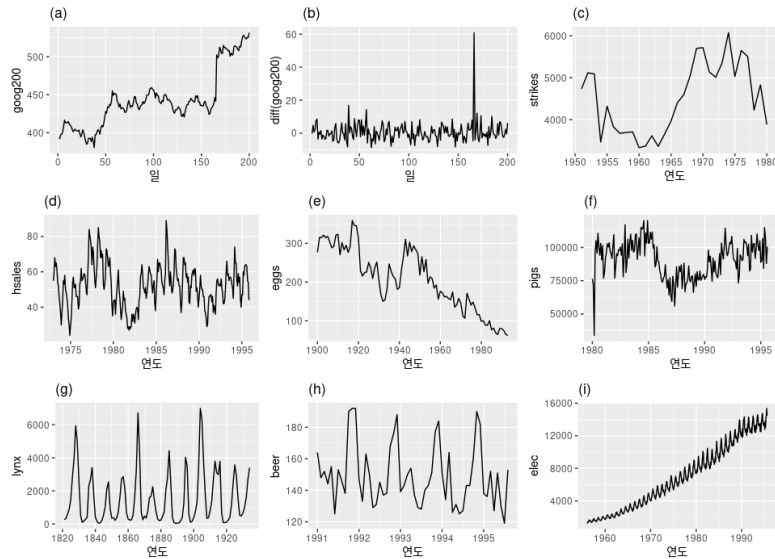 (a)
goog200
500
450
400
0
50
100
150
200
일
(b)
diff(goog200)
60
40
20
0
0
50
100
150
200
일
(c)
strikes
6000
5000
4000
1950
1955
1960
1965
1970
1975
1980
연도
(d)
hsales
80
60
40
1975
1980
1985
1990
1995
연도
(e)
eggs
300
200
100
1900
1920
1940
1960
1980
연도
(f)
pigs
100000
75000
50000
1980
1985
1990
1995
연도
(g)
lynx
6000
4000
2000
0
1820
1840
1860
1880
1900
1920
연도
(h)
beer
180
160
140
120
1991
1992
1993
1994
1995
연도
(i)
elec
16000
12000
8000
4000
1960
1970
1980
1990
연도